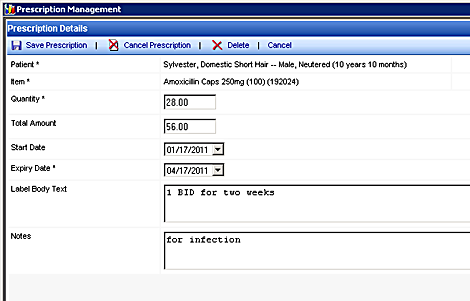 Prescription Management
Prescription Details
Save Prescription | Cancel Prescription | Delete | Cancel
Patient * Sylvester, Domestic Short Hair -- Male, Neutered (10 years 10 months)
Item * Amoxicillin Caps 250mg (100) (192024)
Quantity * 28.00
Total Amount 56.00
Start Date 01/17/2011
Expiry Date * 04/17/2011
Label Body Text 1 BID for two weeks
Notes for infection